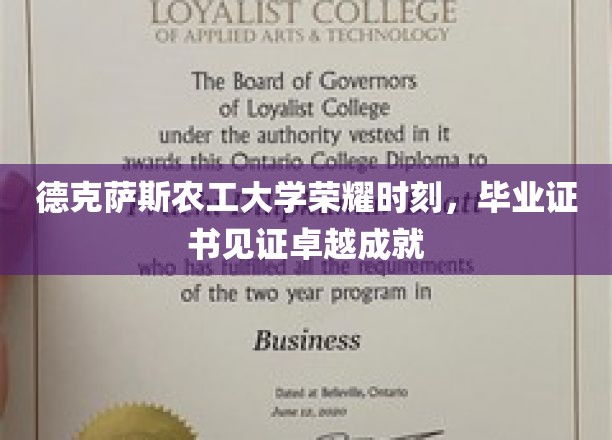 LOYALIST COLLEGE
OF APPLIED ARTS & TECHNOLOGY
The Board of Governors
of Loyalist College
under the authority vested in it
awards this Ontario College Diploma to
德克萨斯农工大学荣耀时刻，毕业证
书见证卓越成就
who has fulfilled all the requirements
of the two year program in
Business
Dated at Belleville, Ontario
June 12, 2020